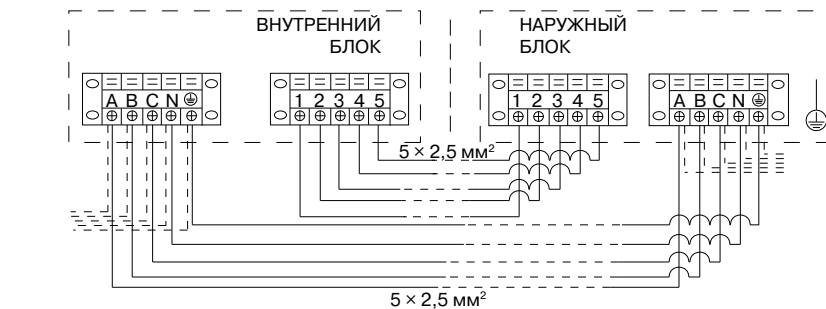 ВНУТРЕННИЙ
БЛОК
НАРУЖНЫЙ
БЛОК
A B C N
1 2 3 4 5
1 2 3 4 5
A B C N
5 × 2,5 мм²
5 × 2,5 мм²